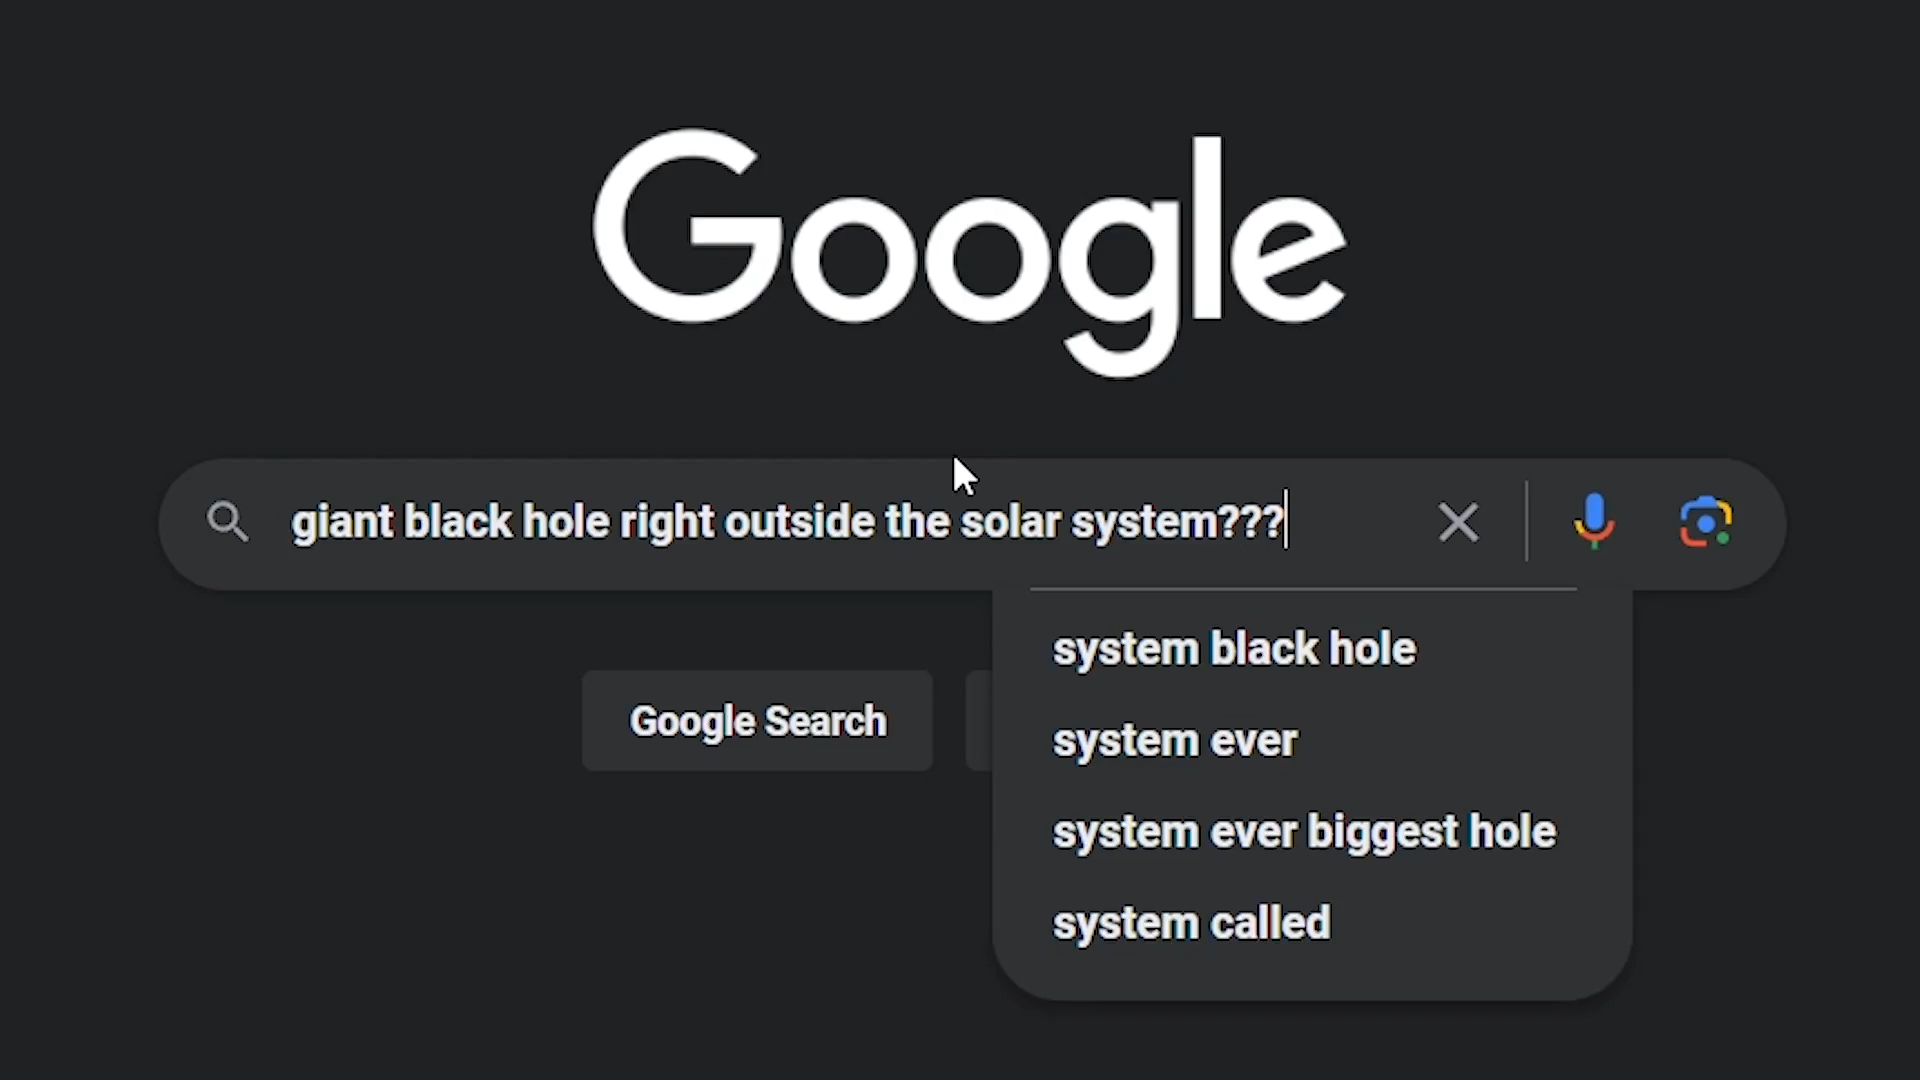 Google
giant black hole right outside the solar system???
system black hole
Google Search
system ever
system ever biggest hole
system called